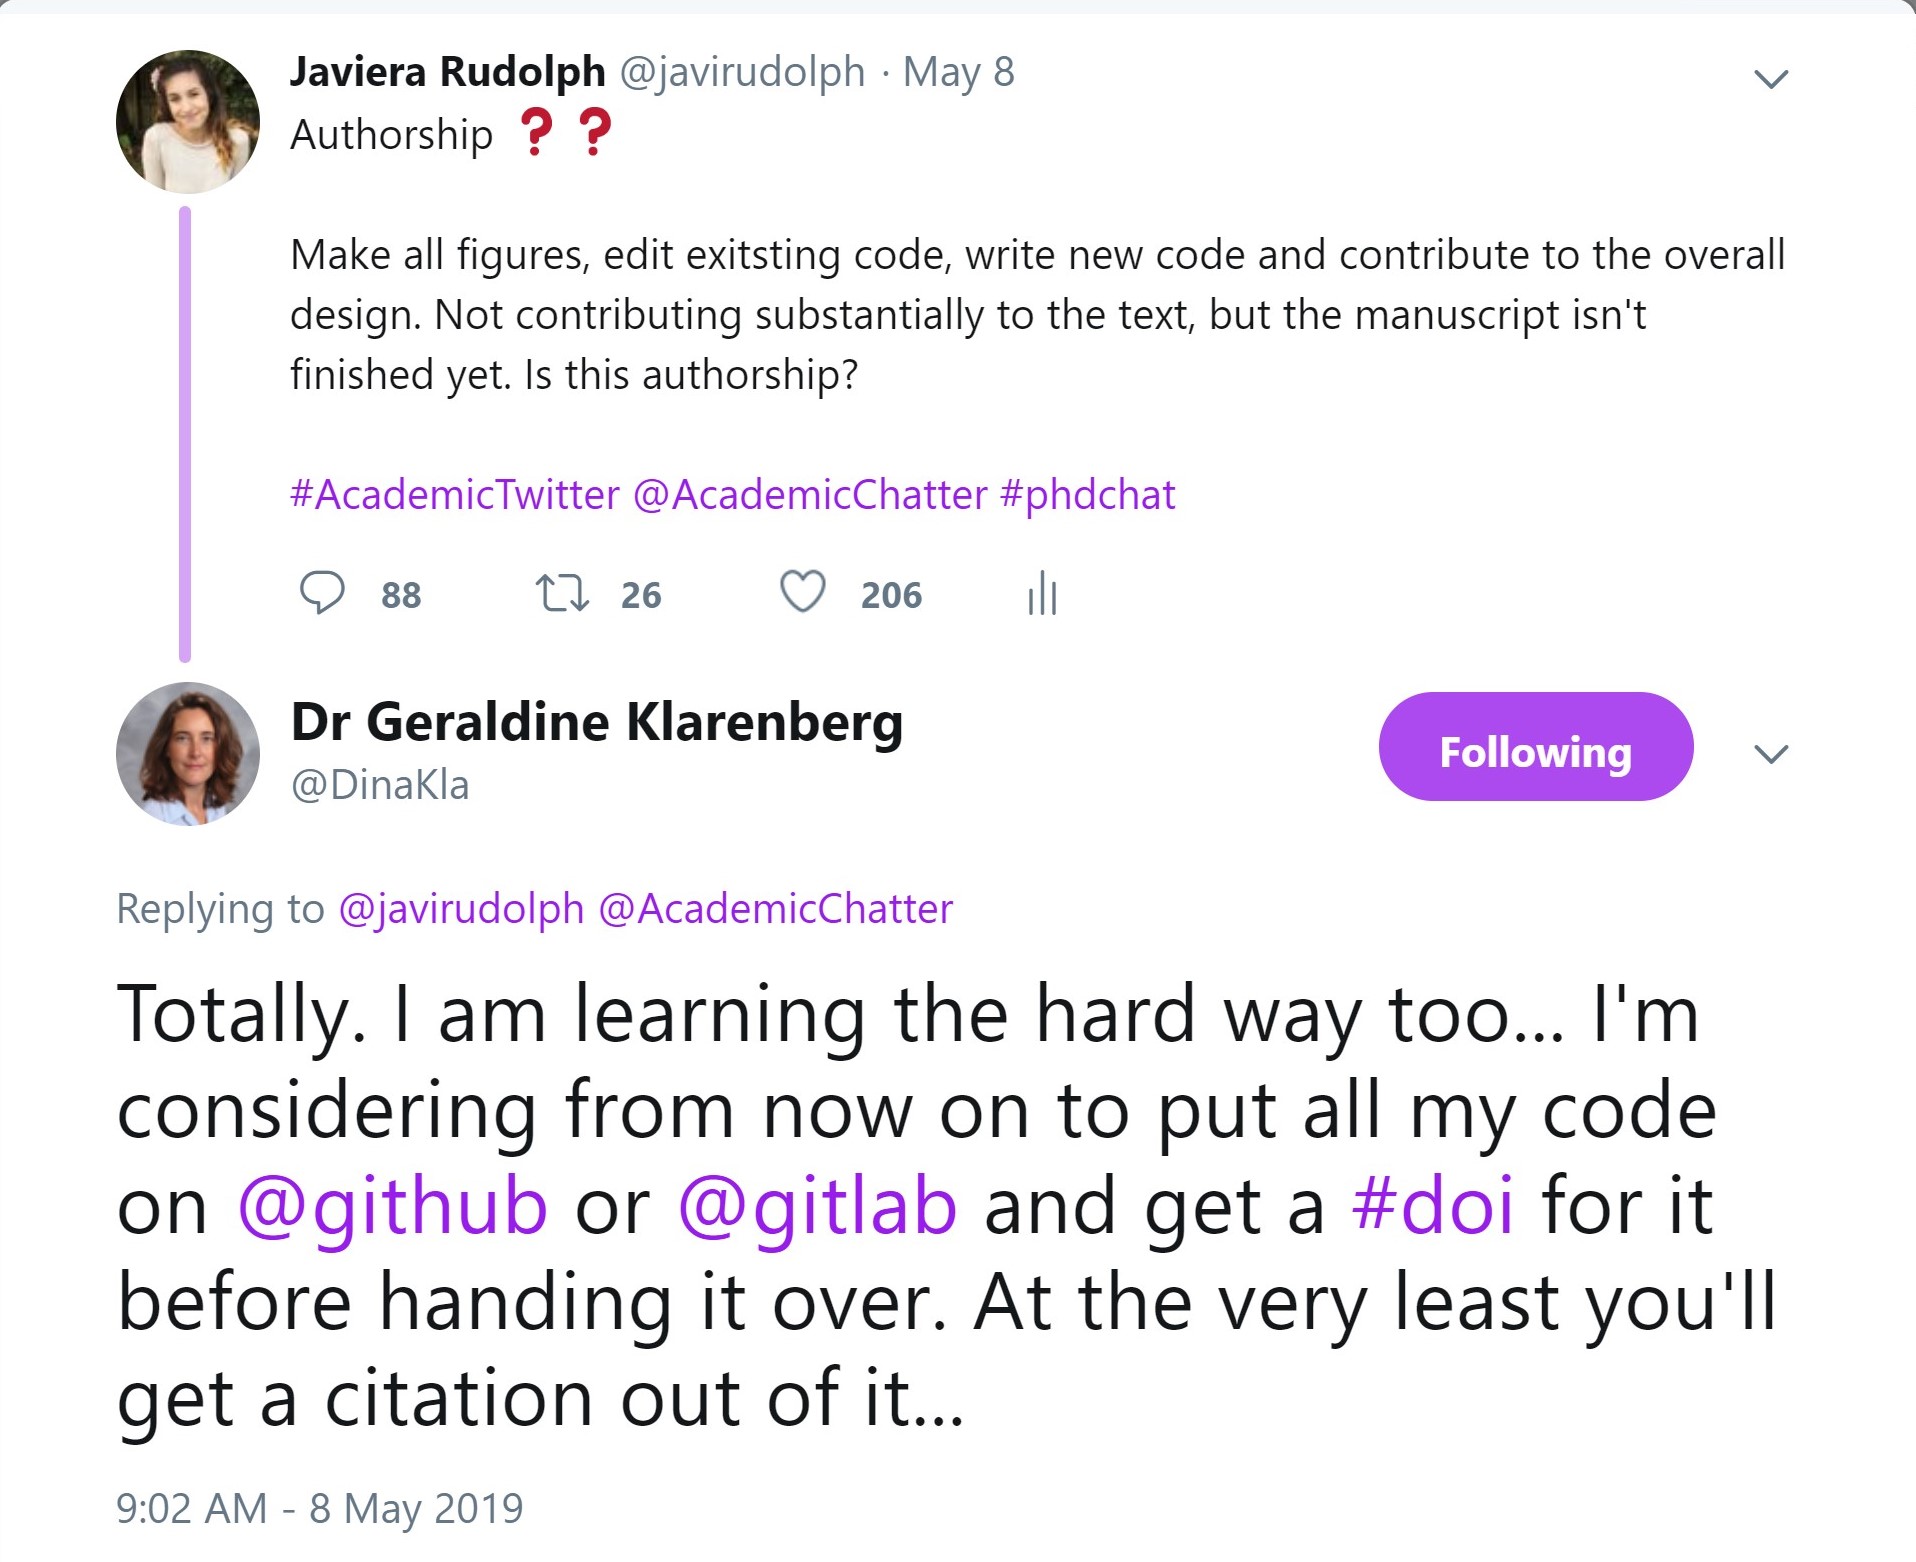 Javiera Rudolph @javirudolph · May 8
Authorship ❓❓
Make all figures, edit exitsting code, write new code and contribute to the overall
design. Not contributing substantially to the text, but the manuscript isn't
finished yet. Is this authorship?
#AcademicTwitter @AcademicChatter #phdchat
88 26 206
Dr Geraldine Klarenberg
Following
@DinaKla
Replying to @javirudolph @AcademicChatter
Totally. I am learning the hard way too... I'm
considering from now on to put all my code
on @github or @gitlab and get a #doi for it
before handing it over. At the very least you'll
get a citation out of it...
9:02 AM - 8 May 2019